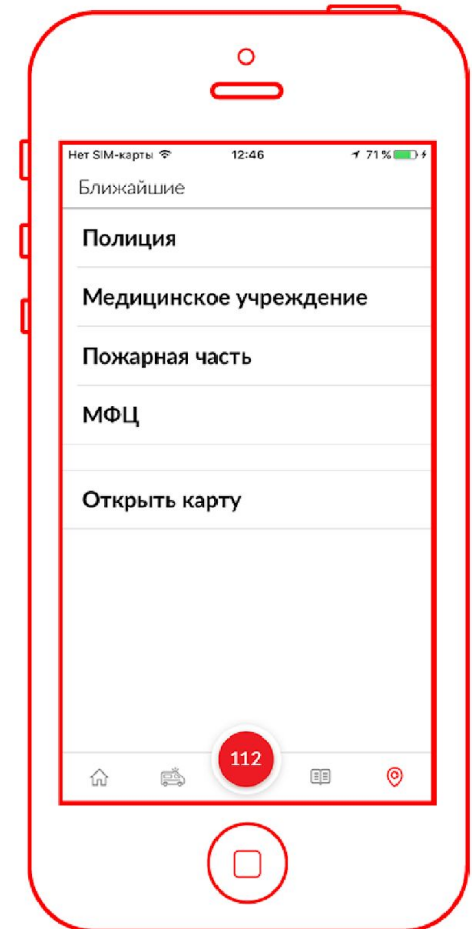 Нет SIM-карты 12:46 71 %
Ближайшие
Полиция
Медицинское учреждение
Пожарная часть
МФЦ
Открыть карту
112